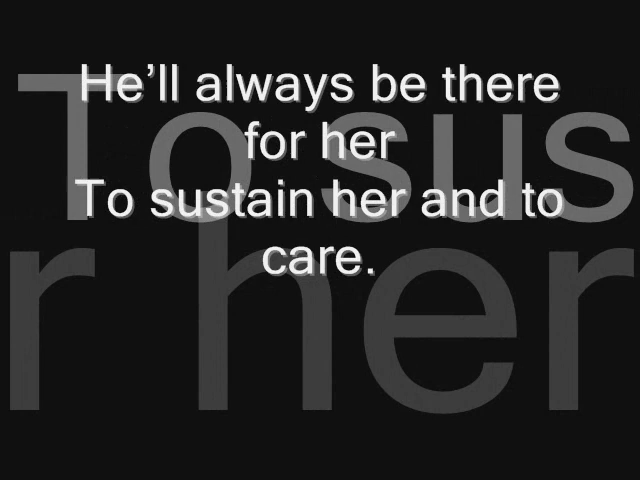 He’ll always be there
for her
To sustain her and to
care.
To sus
r her